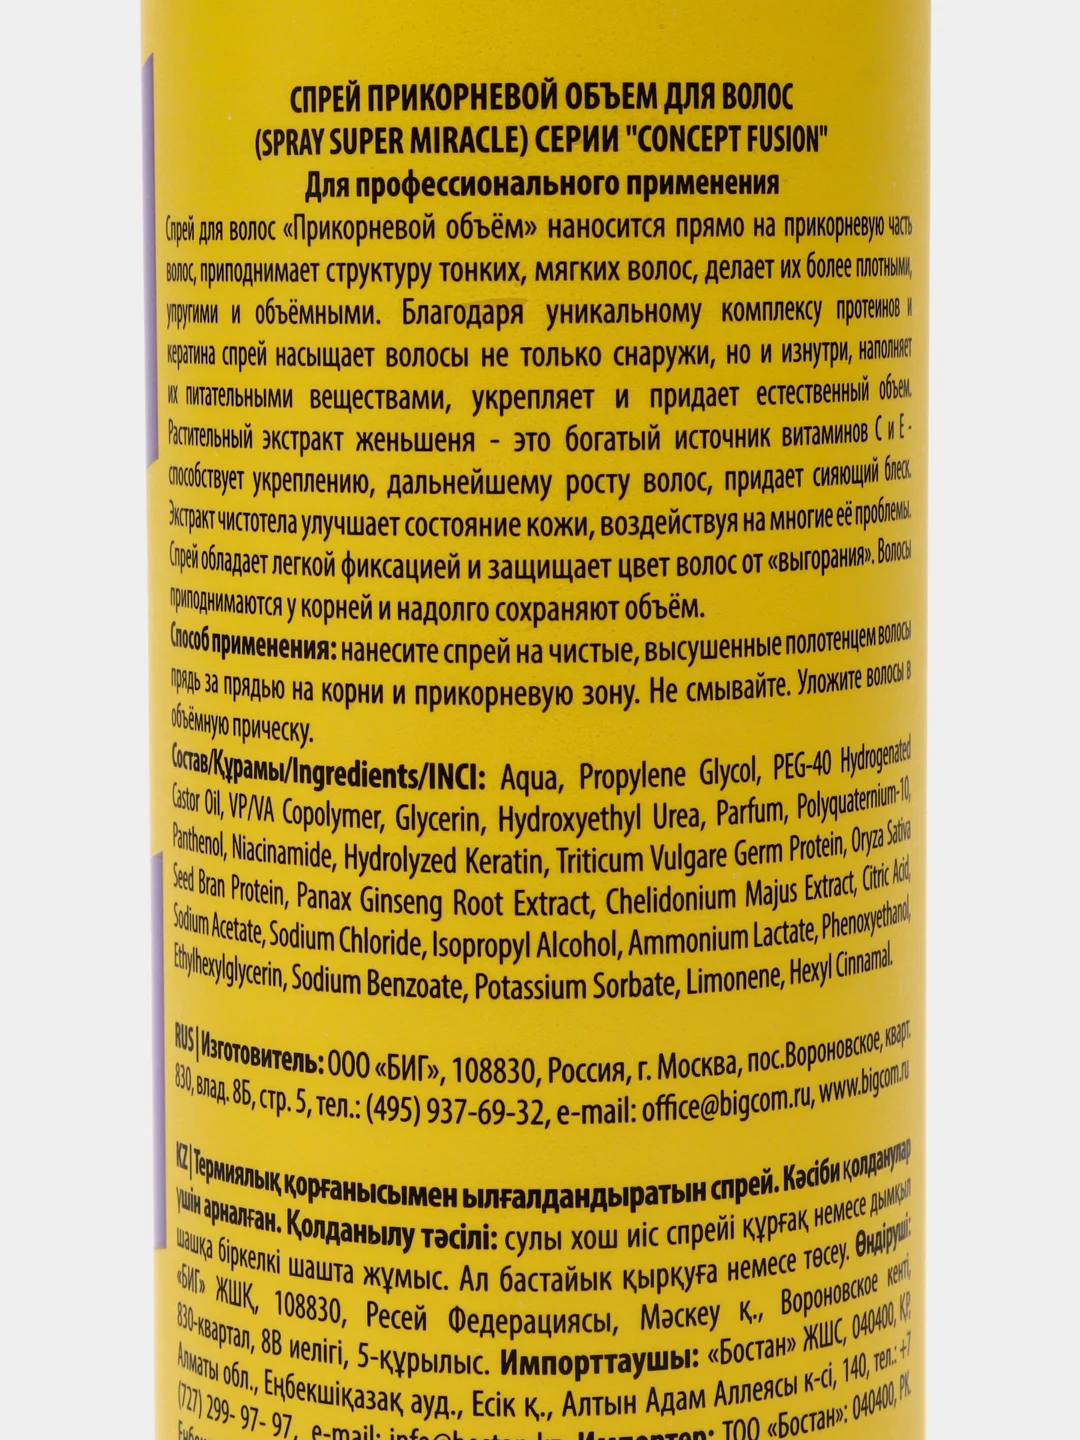 СПРЕЙ ПРИКОРНЕВОЙ ОБЪЕМ ДЛЯ ВОЛОС
(SPRAY SUPER MIRACLE) СЕРИИ "CONCEPT FUSION"
Для профессионального применения
Спрей для волос «Прикорневой объём» наносится прямо на прикорневую часть
волос, приподнимает структуру тонких, мягких волос, делает их более плотными,
упругими и объёмными. Благодаря уникальному комплексу протеинов и
кератина спрей насыщает волосы не только снаружи, но и изнутри, наполняет
их питательными веществами, укрепляет и придает естественный объем.
Растительный экстракт женьшеня - это богатый источник витаминов С и Е -
способствует укреплению, дальнейшему росту волос, придает сияющий блеск.
Экстракт чистотела улучшает состояние кожи, воздействуя на многие её проблемы.
Спрей обладает легкой фиксацией и защищает цвет волос от «выгорания». Волосы
приподнимаются у корней и надолго сохраняют объём.
Способ применения: нанесите спрей на чистые, высушенные полотенцем волосы
прядь за прядью на корни и прикорневую зону. Не смывайте. Уложите волосы в
объёмную прическу.
Состав/Құрамы/Ingredients/INCI: Aqua, Propylene Glycol, PEG-40 Hydrogenated
Castor Oil, VP/VA Copolymer, Glycerin, Hydroxyethyl Urea, Parfum, Polyquaternium-10,
Panthenol, Niacinamide, Hydrolyzed Keratin, Triticum Vulgare Germ Protein, Oryza Sativa
Seed Bran Protein, Panax Ginseng Root Extract, Chelidonium Majus Extract, Citric Acid,
Sodium Acetate, Sodium Chloride, Isopropyl Alcohol, Ammonium Lactate, Phenoxyethanol,
Ethylhexylglycerin, Sodium Benzoate, Potassium Sorbate, Limonene, Hexyl Cinnamal.
RUS|Изготовитель: ООО «БИГ», 108830, Россия, г. Москва, пос.Вороновское, кварт.
830, влад. 8Б, стр. 5, тел.: (495) 937-69-32, e-mail: office@bigcom.ru, www.bigcom.ru
KZ|Термиялық қорғанысымен ылғалдандыратын спрей. Кәсіби қолданулар
үшін арналған. Қолданылу тәсілі: сулы хош иіс спрейі құрғақ немесе дымқыл
шашқа біркелкі шашта жұмыс. Ал бастайык қырқуға немесе төсеу. Өндіруші:
«БИГ» ЖШҚ, 108830, Ресей Федерациясы, Мәскеу қ., Вороновское кенті,
830-квартал, 8В иелігі, 5-құрылыс. Импорттаушы: «Бостан» ЖШС, 040400, ҚР,
Алматы обл., Еңбекшіқазақ ауд., Есік қ., Алтын Адам Аллеясы к-сі, 140, тел.: +7
(727) 299- 97- 97, e-mail: info@bostan.kz. Импортер: ТОО «Бостан»: 040400, РК,